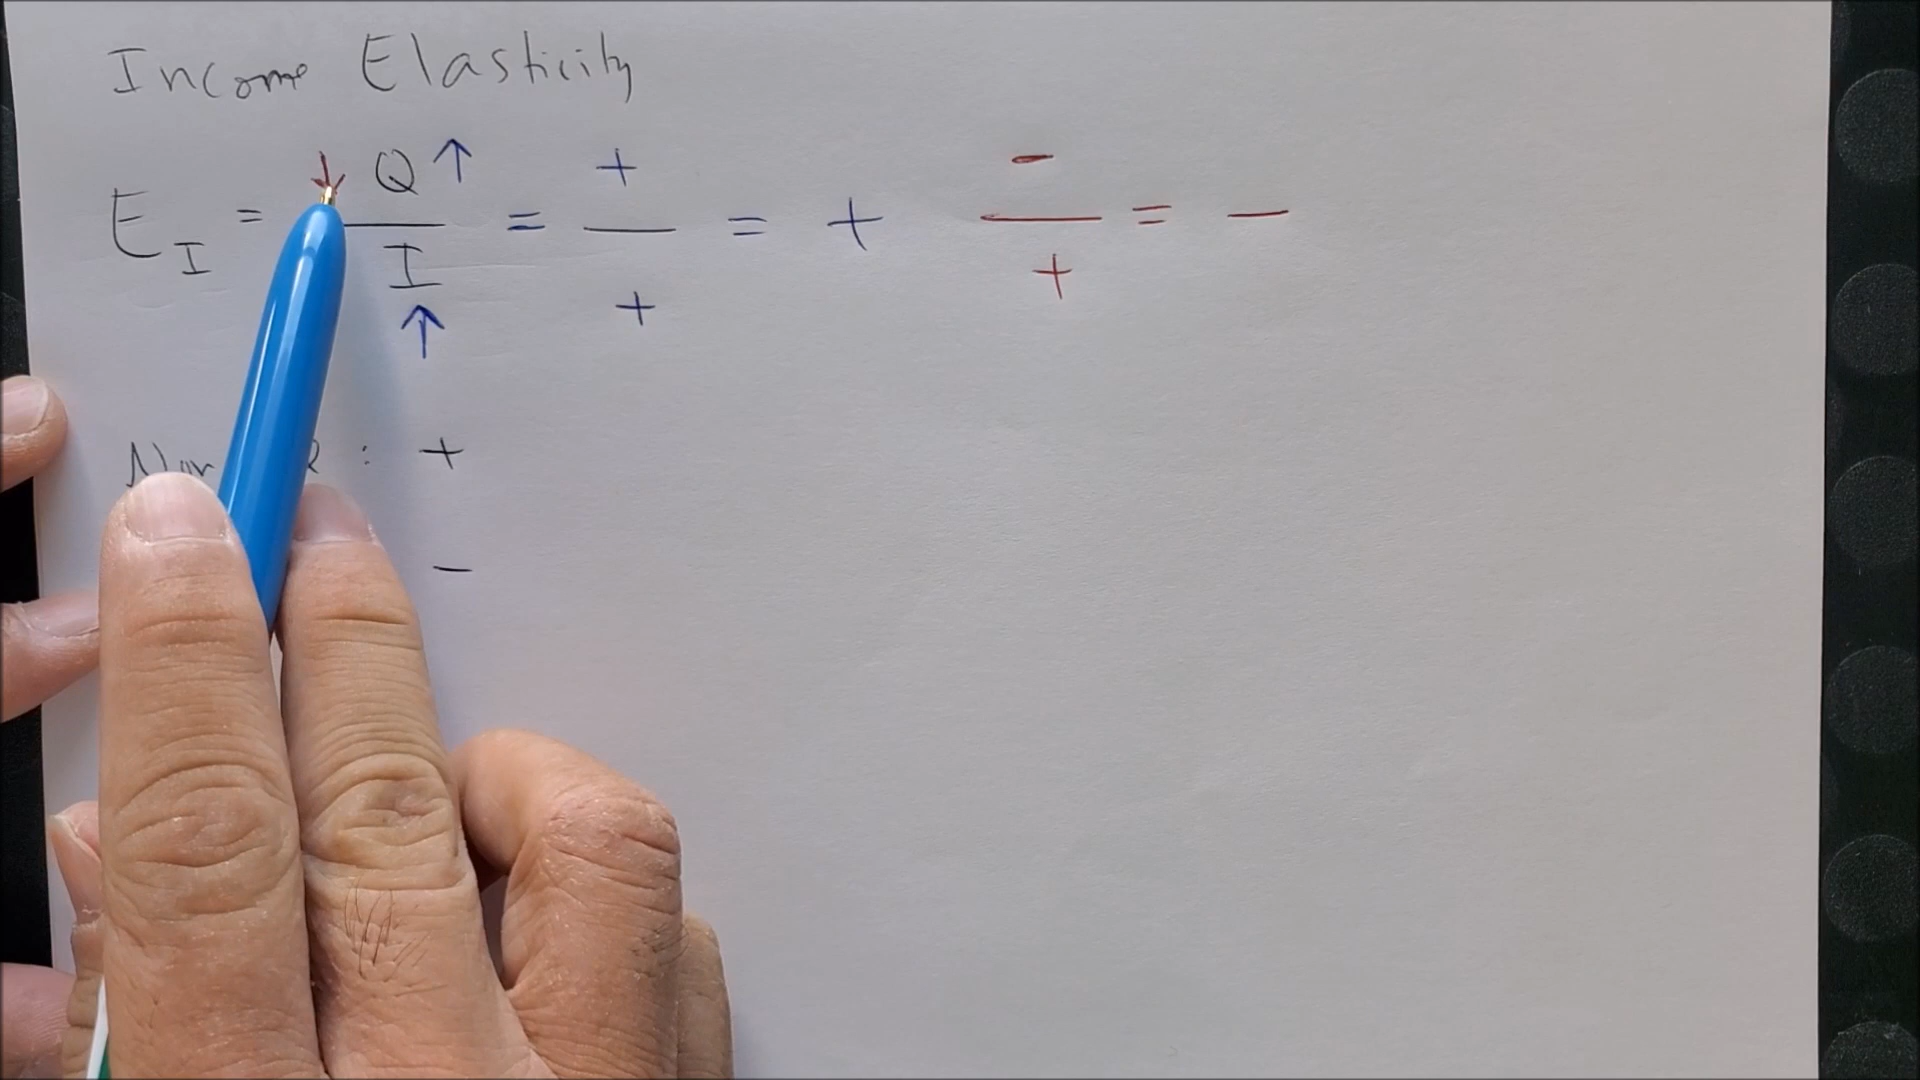 Income Elasticity
↓ Q ↑ + -
E_I = ― = ― = + ― = -
I + +
↑
: +
-